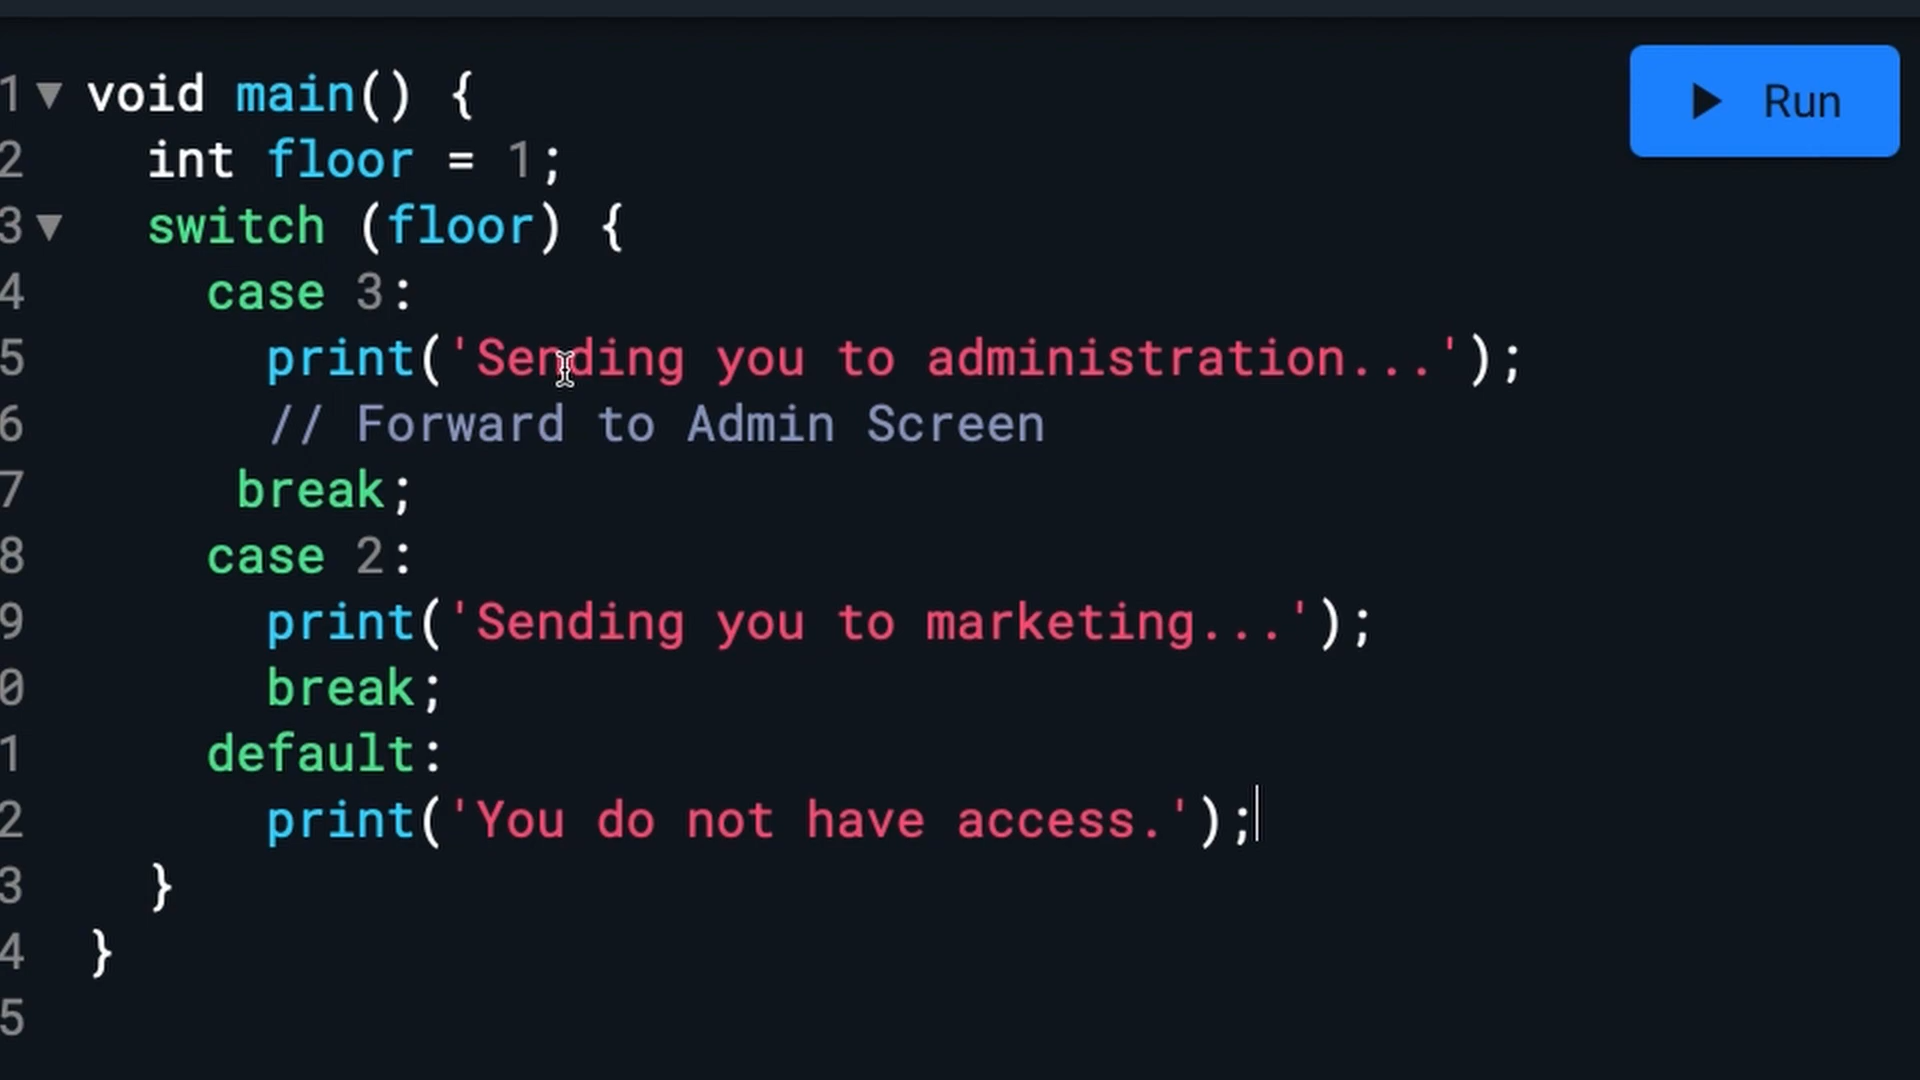 1 void main() {
Run
2 int floor = 1;
3 switch (floor) {
4 case 3:
5 print('Sending you to administration...');
6 // Forward to Admin Screen
7 break;
8 case 2:
9 print('Sending you to marketing...');
0 break;
1 default:
2 print('You do not have access.');
3 }
4 }
5